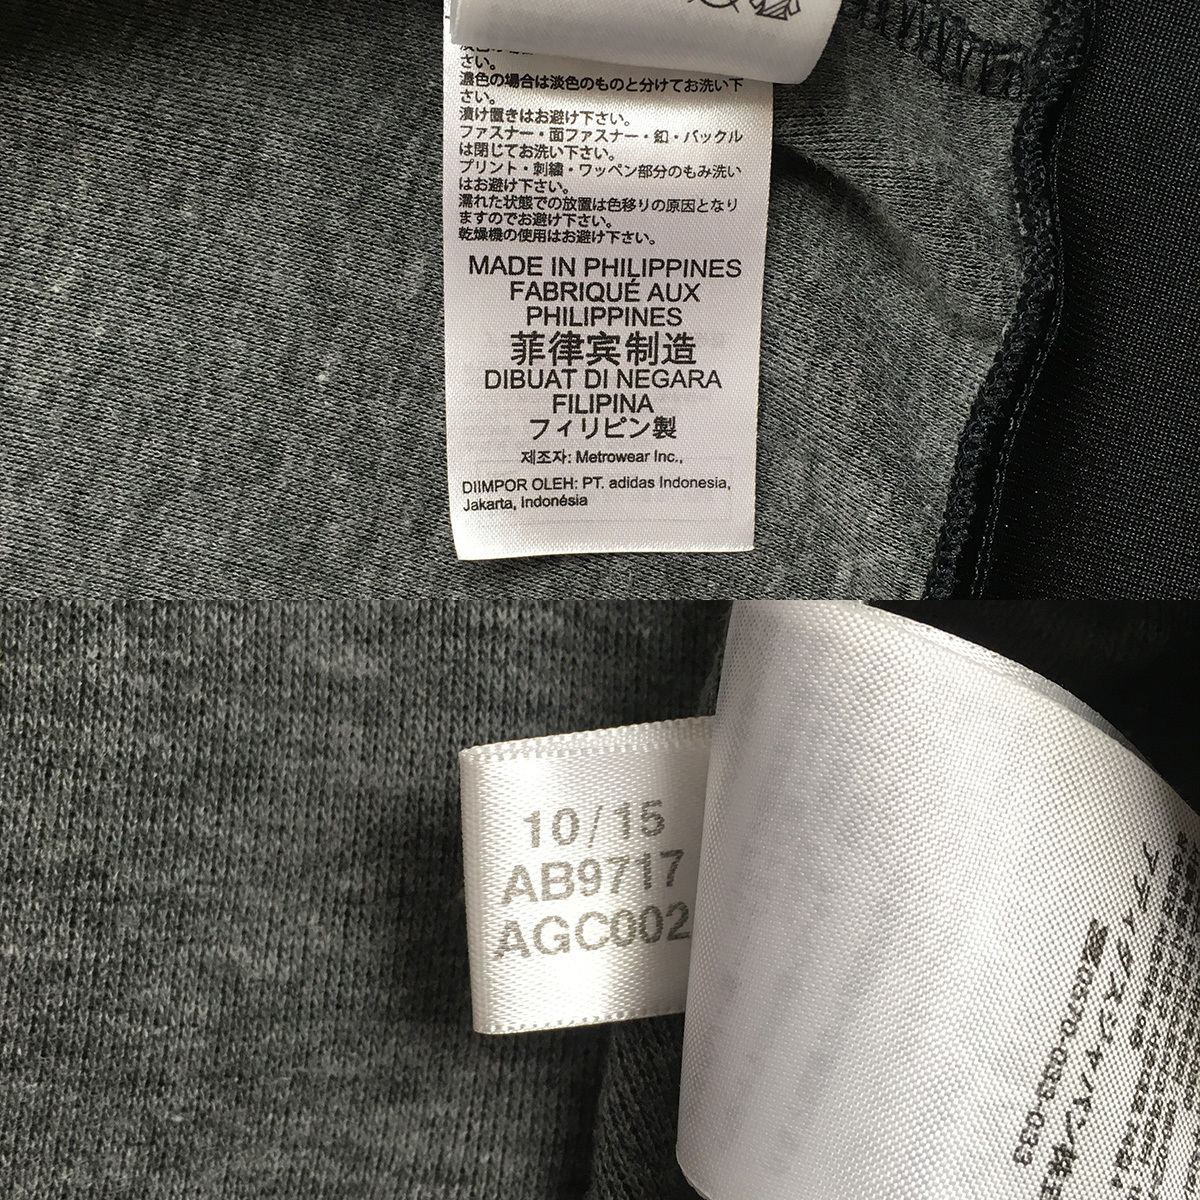 さい。
濃色の場合は淡色のものと分けてお洗い下
さい。
漬け置きはお避け下さい。
ファスナー・面ファスナー・釦・バックル
は閉じてお洗い下さい。
プリント・刺繍・ワッペン部分のもみ洗い
はお避け下さい。
濡れた状態での放置は色移りの原因となり
ますのでお避け下さい。
乾燥機の使用はお避け下さい。
MADE IN PHILIPPINES
FABRIQUÉ AUX
PHILIPPINES
菲律宾制造
DIBUAT DI NEGARA
FILIPINA
フィリピン製
제조자: Metrowear Inc.,
DIIMPOR OLEH: PT. adidas Indonesia,
Jakarta, Indonésia
10/15
AB9717
AGC002
0570-033-033